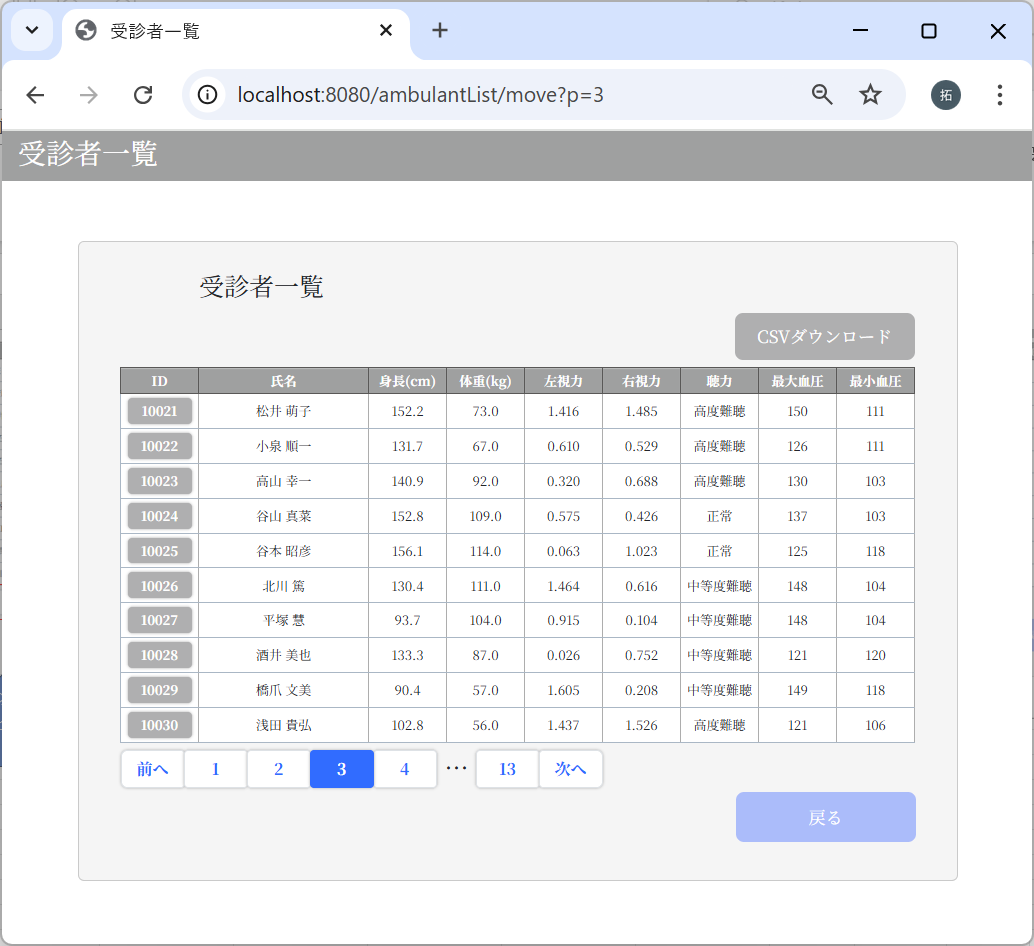 受診者一覧
localhost:8080/ambulantList/move?p=3
拓
受診者一覧
受診者一覧
CSVダウンロード
ID 氏名 身長(cm) 体重(kg) 左視力 右視力 聴力 最大血圧 最小血圧
10021 松井 萌子 152.2 73.0 1.416 1.485 高度難聴 150 111
10022 小泉 順一 131.7 67.0 0.610 0.529 高度難聴 126 111
10023 高山 幸一 140.9 92.0 0.320 0.688 高度難聴 130 103
10024 谷山 真菜 152.8 109.0 0.575 0.426 正常 137 103
10025 谷本 昭彦 156.1 114.0 0.063 1.023 正常 125 118
10026 北川 篤 130.4 111.0 1.464 0.616 中等度難聴 148 104
10027 平塚 慧 93.7 104.0 0.915 0.104 中等度難聴 148 104
10028 酒井 美也 133.3 87.0 0.026 0.752 中等度難聴 121 120
10029 橋爪 文美 90.4 57.0 1.605 0.208 中等度難聴 149 118
10030 浅田 貴弘 102.8 56.0 1.437 1.526 高度難聴 121 106
前へ 1 2 3 4 … 13 次へ
戻る